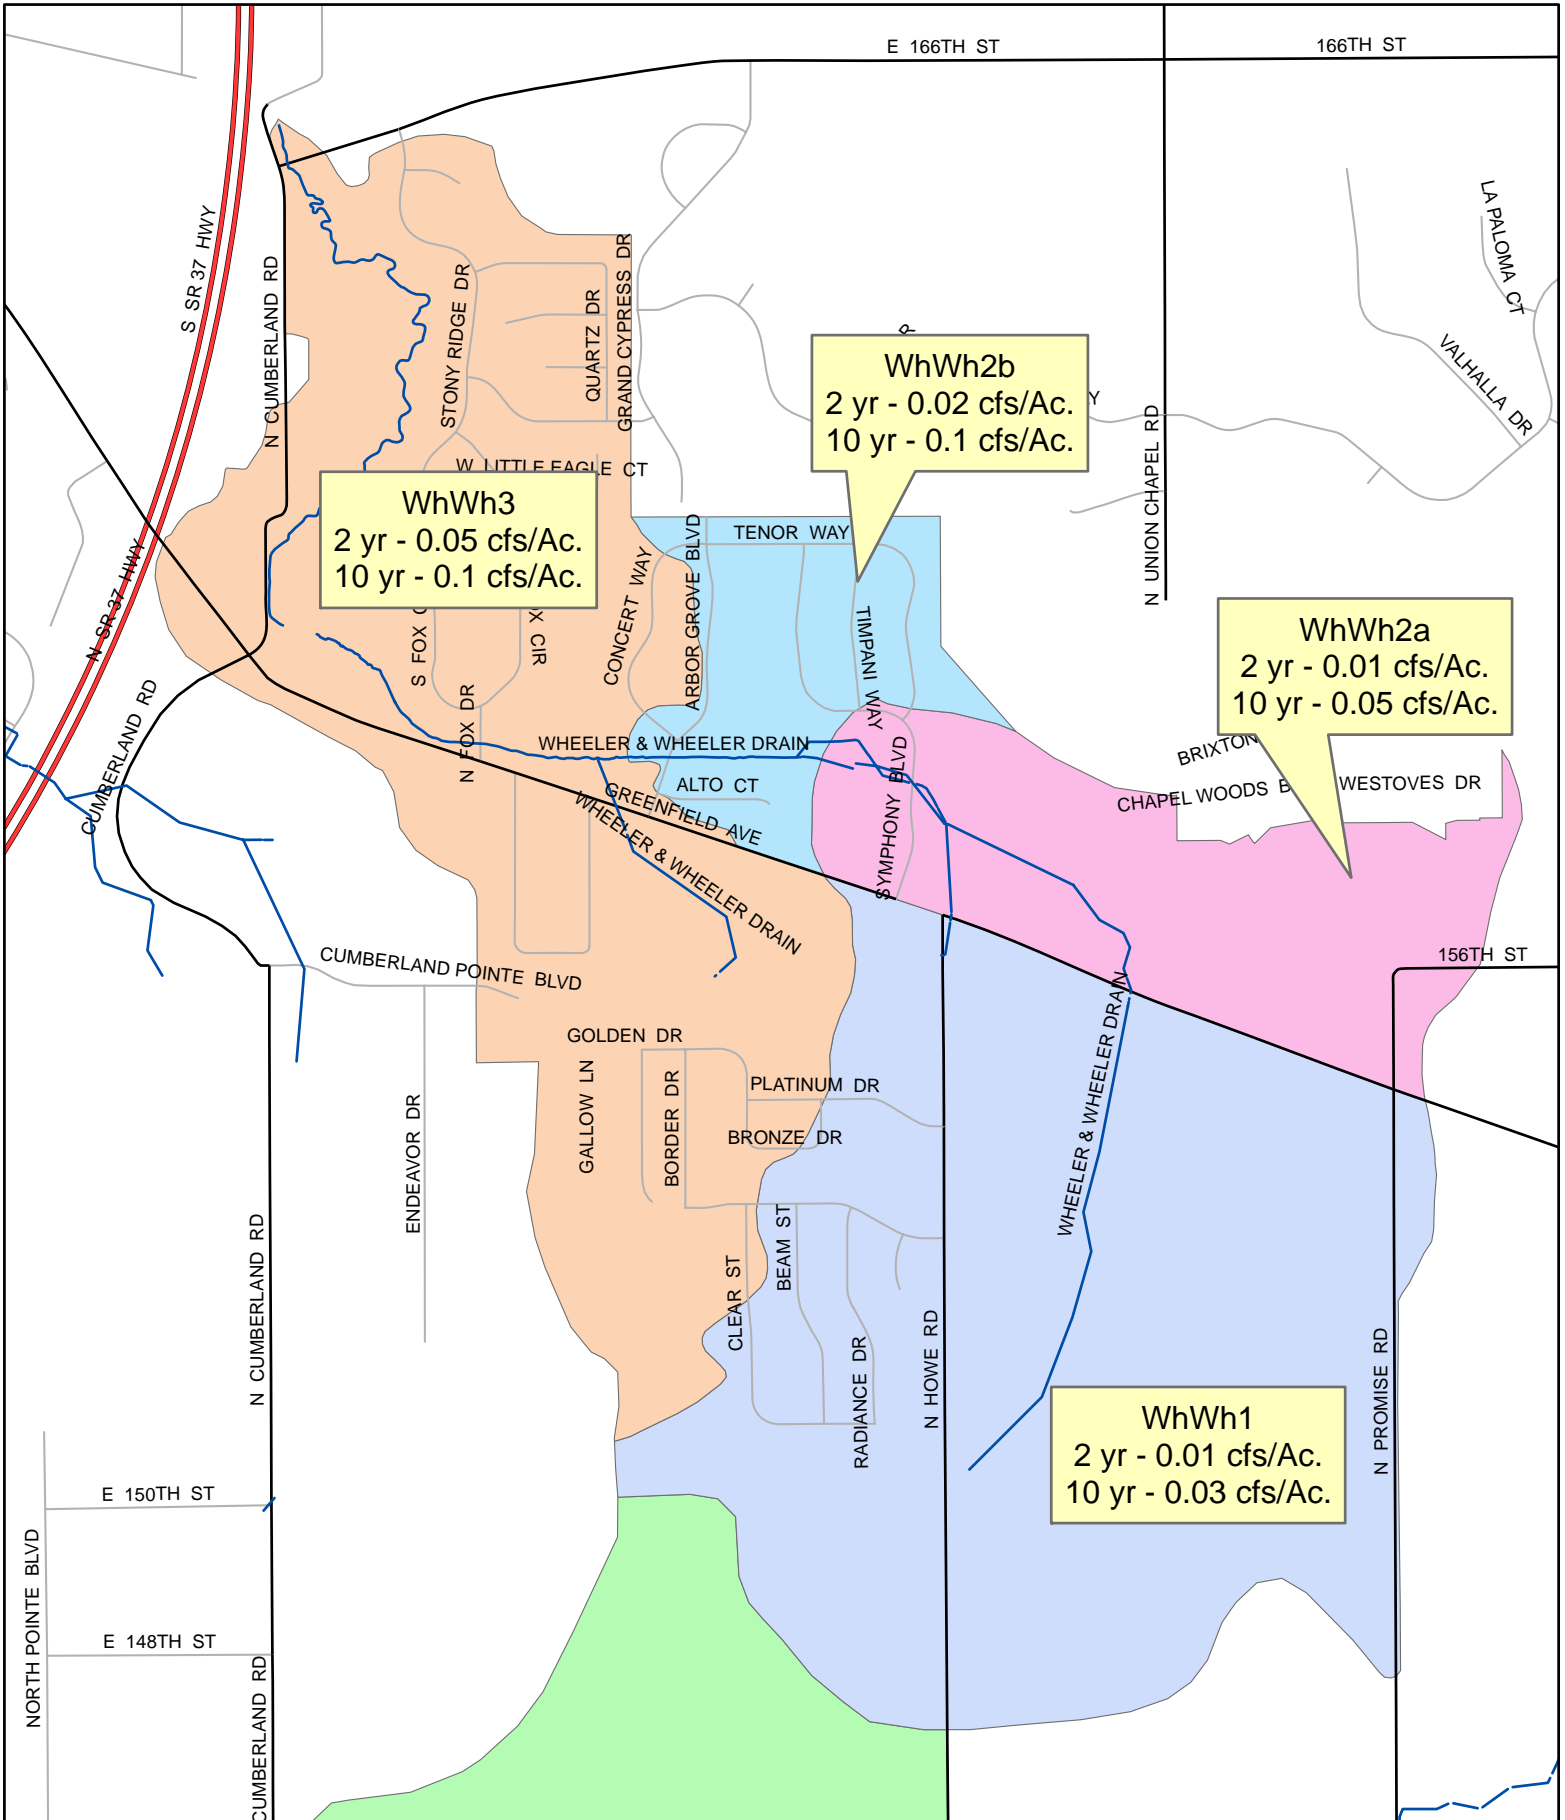 E 166TH ST
166TH ST
S SR 37 HWY
N CUMBERLAND RD
STONY RIDGE DR
QUARTZ DR
GRAND CYPRESS DR
LA PALOMA CT
VALHALLA DR
R
Y
WhWh2b
2 yr - 0.02 cfs/Ac.
10 yr - 0.1 cfs/Ac.
N UNION CHAPEL RD
W LITTLE EAGLE CT
WhWh3
2 yr - 0.05 cfs/Ac.
10 yr - 0.1 cfs/Ac.
TENOR WAY
N SR 37 HWY
CONCERT WAY
ARBOR GROVE BLVD
TIMPANI WAY
S FOX C
OX CIR
WhWh2a
2 yr - 0.01 cfs/Ac.
10 yr - 0.05 cfs/Ac.
CUMBERLAND RD
N FOX DR
WHEELER & WHEELER DRAIN
BRIXTON
ALTO CT
SYMPHONY BLVD
CHAPEL WOODS B
WESTOVES DR
GREENFIELD AVE
WHEELER & WHEELER DRAIN
CUMBERLAND POINTE BLVD
156TH ST
GOLDEN DR
GALLOW LN
BORDER DR
PLATINUM DR
BRONZE DR
WHEELER & WHEELER DRAIN
ENDEAVOR DR
N CUMBERLAND RD
CLEAR ST
BEAM ST
RADIANCE DR
N HOWE RD
N PROMISE RD
WhWh1
2 yr - 0.01 cfs/Ac.
10 yr - 0.03 cfs/Ac.
E 150TH ST
NORTH POINTE BLVD
E 148TH ST
CUMBERLAND RD